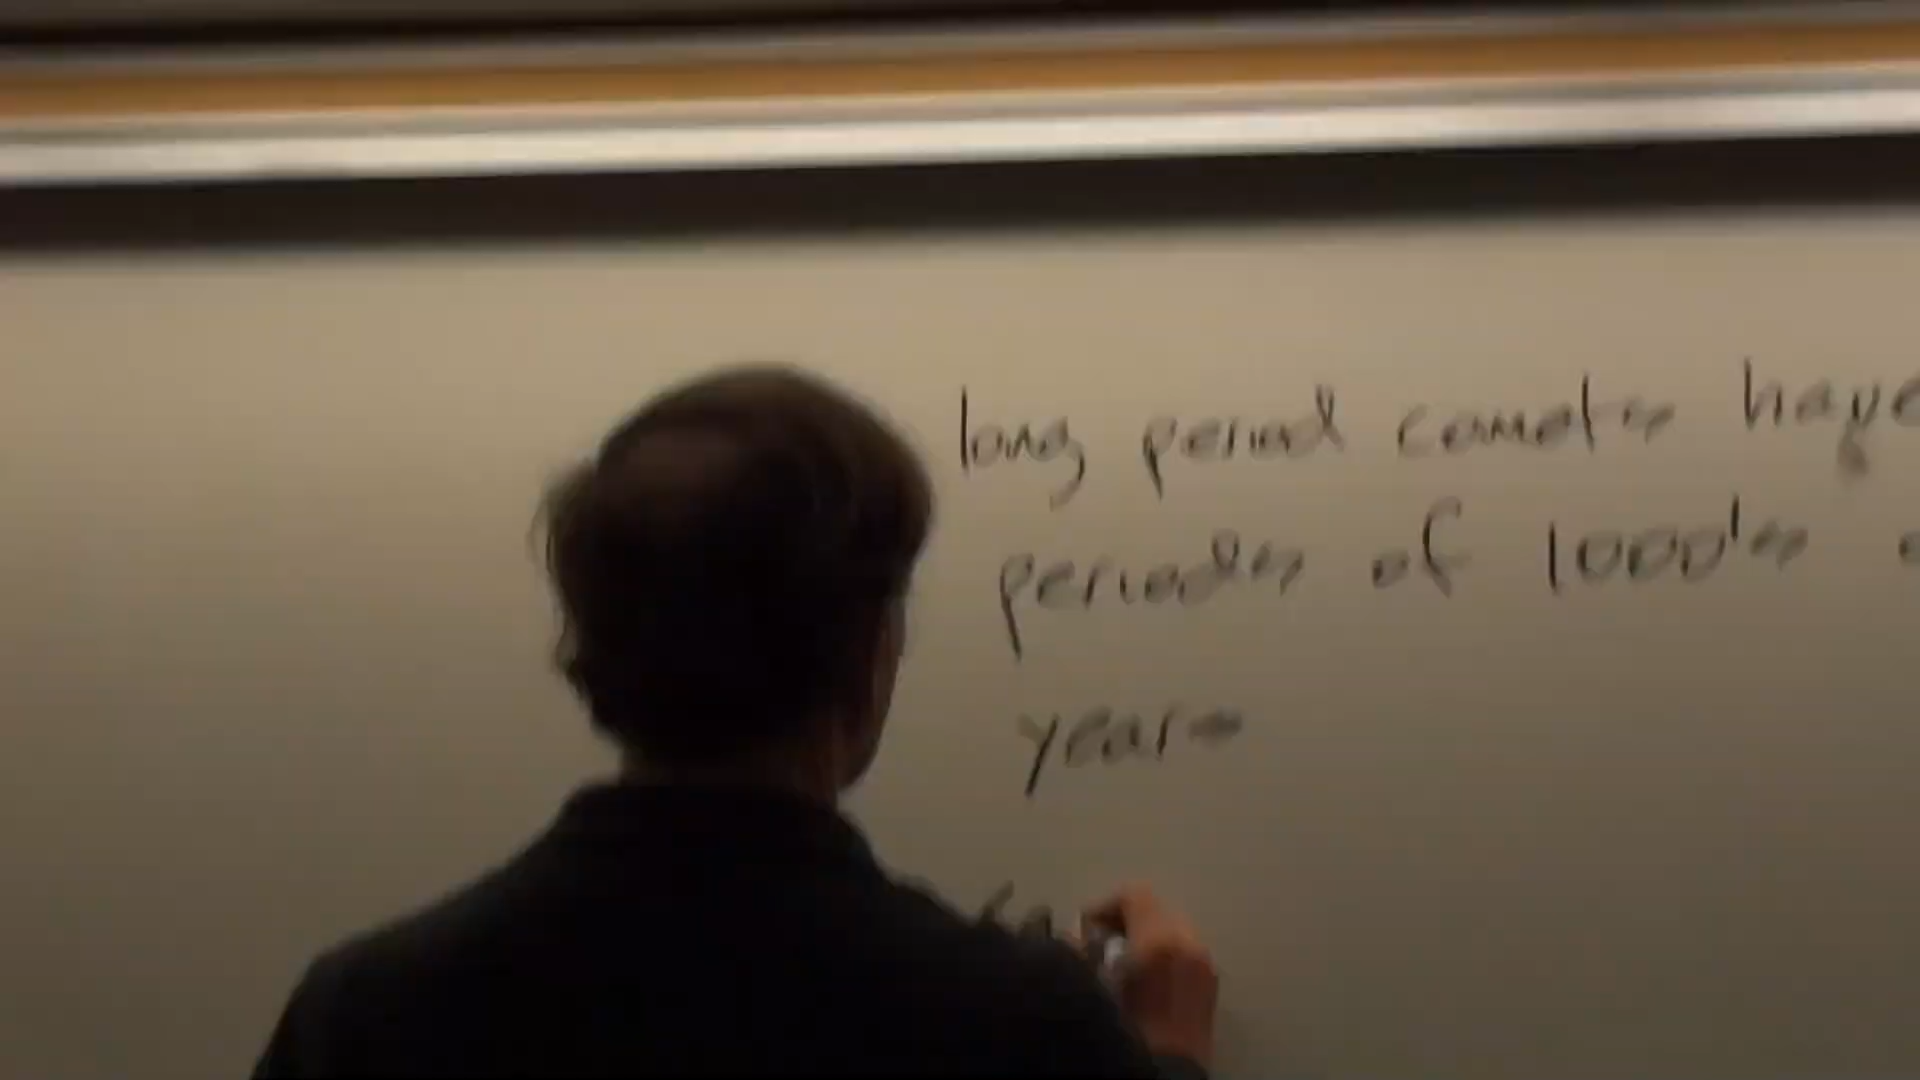 long period comets have
periods of 1000's
years